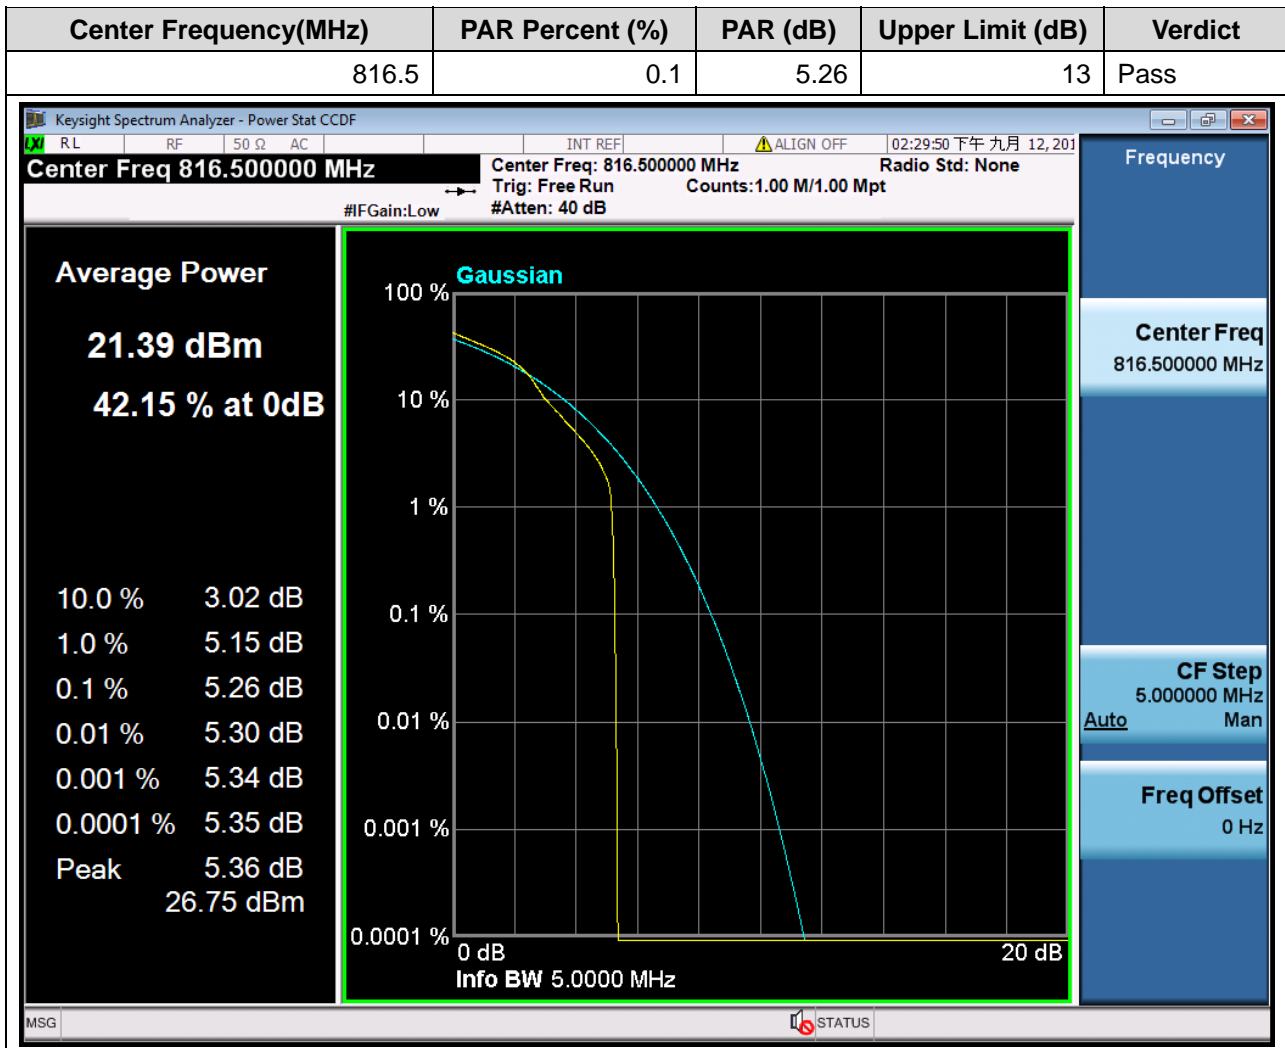 Center Frequency(MHz) PAR Percent (%) PAR (dB) Upper Limit (dB) Verdict
816.5 0.1 5.26 13 Pass
Keysight Spectrum Analyzer - Power Stat CCDF
LXI RL RF 50 Ω AC INT REF ALIGN OFF 02:29:50 下午 九月 12, 201
Center Freq 816.500000 MHz
#IFGain:Low
Center Freq: 816.500000 MHz Radio Std: None
Trig: Free Run Counts:1.00 M/1.00 Mpt
#Atten: 40 dB
Average Power
21.39 dBm
42.15 % at 0dB
10.0 % 3.02 dB
1.0 % 5.15 dB
0.1 % 5.26 dB
0.01 % 5.30 dB
0.001 % 5.34 dB
0.0001 % 5.35 dB
Peak 5.36 dB
26.75 dBm
Gaussian
100 %
10 %
1 %
0.1 %
0.01 %
0.001 %
0.0001 %
0 dB 20 dB
Info BW 5.0000 MHz
Frequency
Center Freq
816.500000 MHz
CF Step
5.000000 MHz
Auto Man
Freq Offset
0 Hz
MSG STATUS